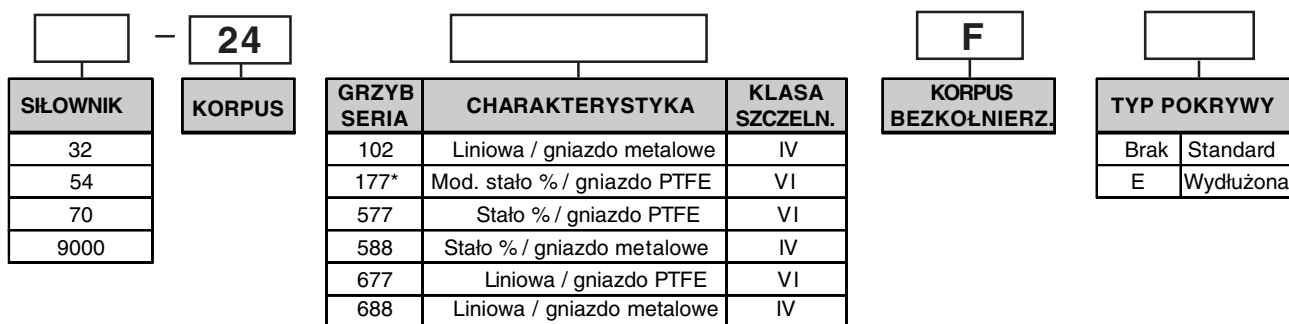 – 24 F
SIŁOWNIK
32
54
70
9000
KORPUS
GRZYB SERIA CHARAKTERYSTYKA KLASA SZCZELN.
102 Liniowa / gniazdo metalowe IV
177* Mod. stało % / gniazdo PTFE VI
577 Stało % / gniazdo PTFE VI
588 Stało % / gniazdo metalowe IV
677 Liniowa / gniazdo PTFE VI
688 Liniowa / gniazdo metalowe IV
KORPUS
BEZKOŁNIERZ.
TYP POKRYWY
Brak Standard
E Wydłużona